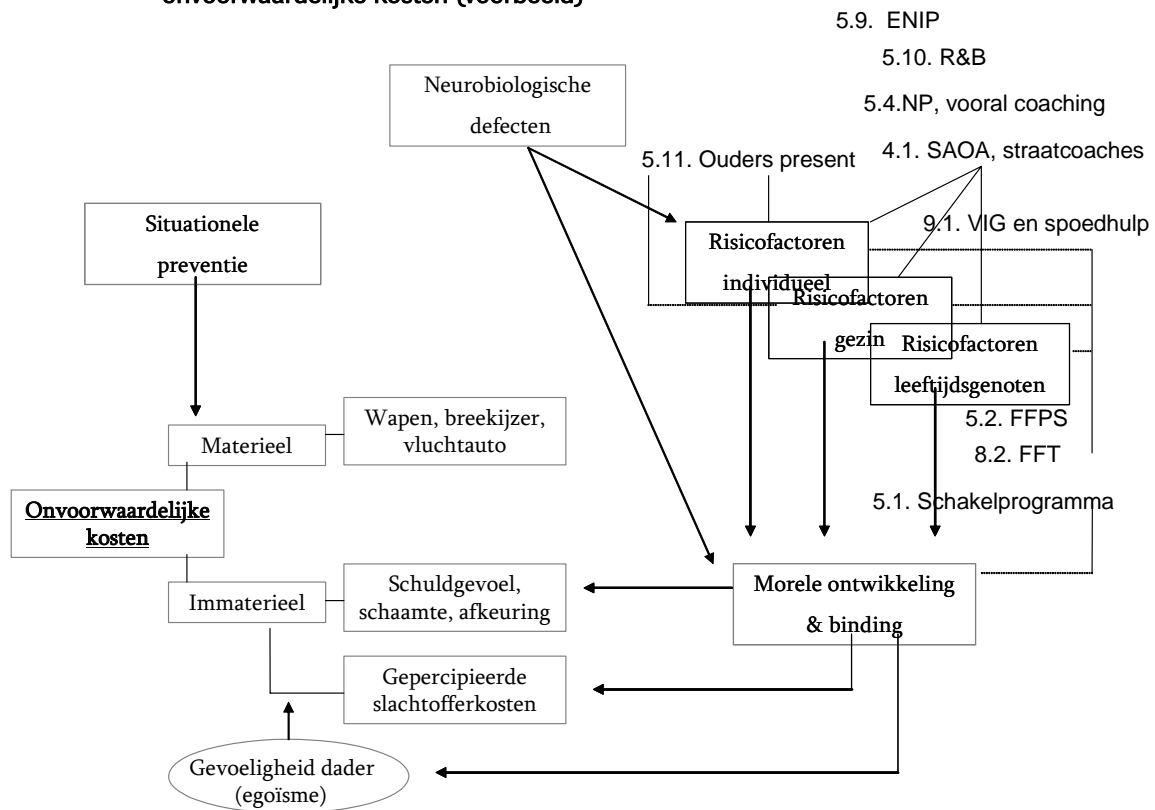 onvoorwaardelijke kosten (voorbeeld)
5.9. ENIP
5.10. R&B
5.4.NP, vooral coaching
4.1. SAOA, straatcoaches
5.11. Ouders present
9.1. VIG en spoedhulp
Neurobiologische
defecten
Situationele
preventie
Risicofactoren
individueel
Risicofactoren
gezin
Risicofactoren
leeftijdsgenoten
5.2. FFPS
8.2. FFT
5.1. Schakelprogramma
Materieel
Wapen, breekijzer,
vluchtauto
Onvoorwaardelijke
kosten
Immaterieel
Schuldgevoel,
schaamte, afkeuring
Morele ontwikkeling
& binding
Gepercipieerde
slachtofferkosten
Gevoeligheid dader
(egoïsme)